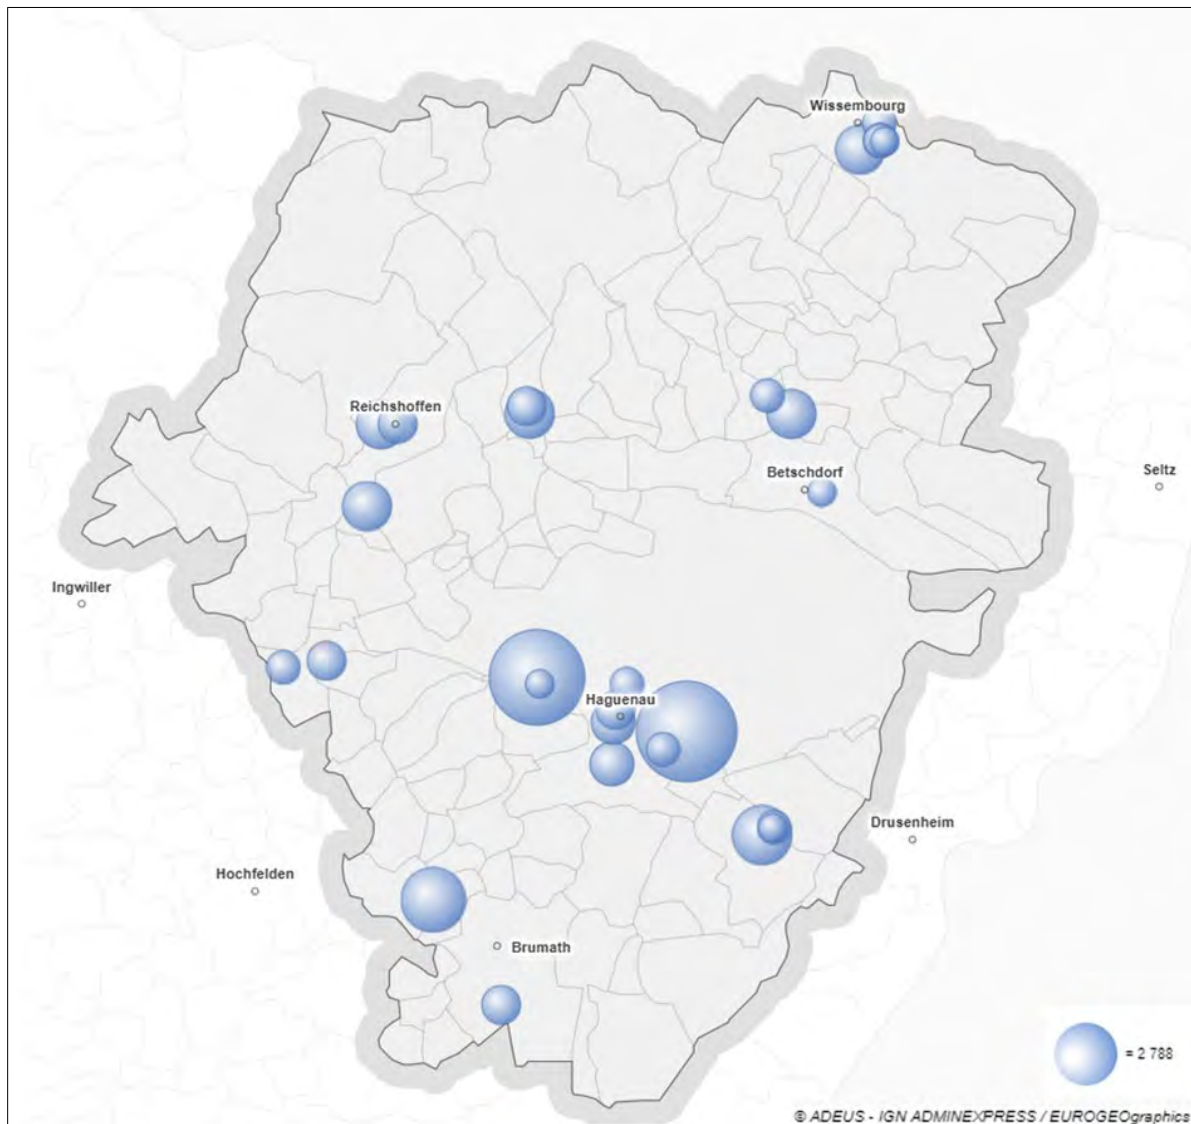 Wissembourg
Reichshoffen
Betschdorf
Seltz
Ingwiller
Haguenau
Drusenheim
Hochfelden
Brumath
= 2 788
© ADEUS - IGN ADMINEXPRESS / EUROGEOgraphics